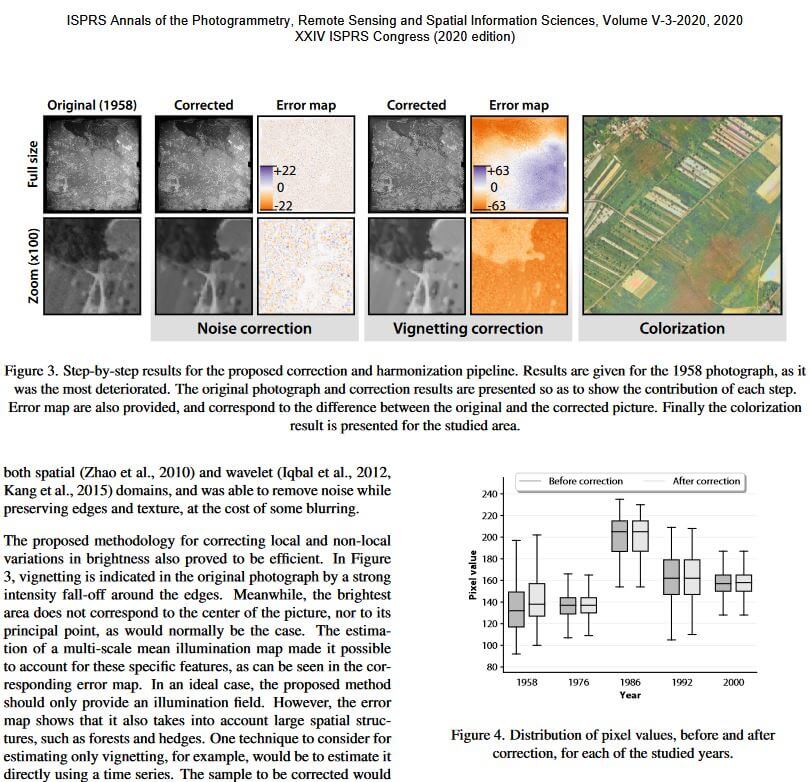 ISPRS Annals of the Photogrammetry, Remote Sensing and Spatial Information Sciences, Volume V-3-2020, 2020
XXIV ISPRS Congress (2020 edition)
Original (1958) Corrected Error map Corrected Error map
Full size
+22
0
-22
+63
0
-63
Zoom (x100)
Noise correction Vignetting correction Colorization
Figure 3. Step-by-step results for the proposed correction and harmonization pipeline. Results are given for the 1958 photograph, as it
was the most deteriorated. The original photograph and correction results are presented so as to show the contribution of each step.
Error map are also provided, and correspond to the difference between the original and the corrected picture. Finally the colorization
result is presented for the studied area.
both spatial (Zhao et al., 2010) and wavelet (Iqbal et al., 2012,
Kang et al., 2015) domains, and was able to remove noise while
preserving edges and texture, at the cost of some blurring.
The proposed methodology for correcting local and non-local
variations in brightness also proved to be efficient. In Figure
3, vignetting is indicated in the original photograph by a strong
intensity fall-off around the edges. Meanwhile, the brightest
area does not correspond to the center of the picture, nor to its
principal point, as would normally be the case. The estima-
tion of a multi-scale mean illumination map made it possible
to account for these specific features, as can be seen in the cor-
responding error map. In an ideal case, the proposed method
should only provide an illumination field. However, the error
map shows that it also takes into account large spatial struc-
tures, such as forests and hedges. One technique to consider for
estimating only vignetting, for example, would be to estimate it
directly using a time series. The sample to be corrected would
Before correction After correction
Pixel value
240
220
200
180
160
140
120
100
80
1958 1976 1986 1992 2000
Year
Figure 4. Distribution of pixel values, before and after
correction, for each of the studied years.